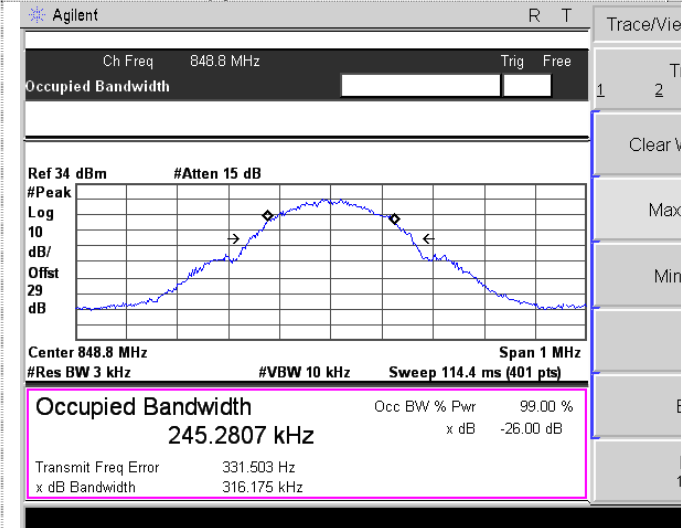 Agilent R T
Trace/Vie
Ch Freq 848.8 MHz Trig Free
Occupied Bandwidth
1 2
Clear
Ref 34 dBm #Atten 15 dB
#Peak
Log
10
dB/
Offst
29
dB
Max
Min
Center 848.8 MHz Span 1 MHz
#Res BW 3 kHz #VBW 10 kHz Sweep 114.4 ms (401 pts)
Occupied Bandwidth Occ BW % Pwr 99.00 %
245.2807 kHz x dB -26.00 dB
Transmit Freq Error 331.503 Hz
x dB Bandwidth 316.175 kHz